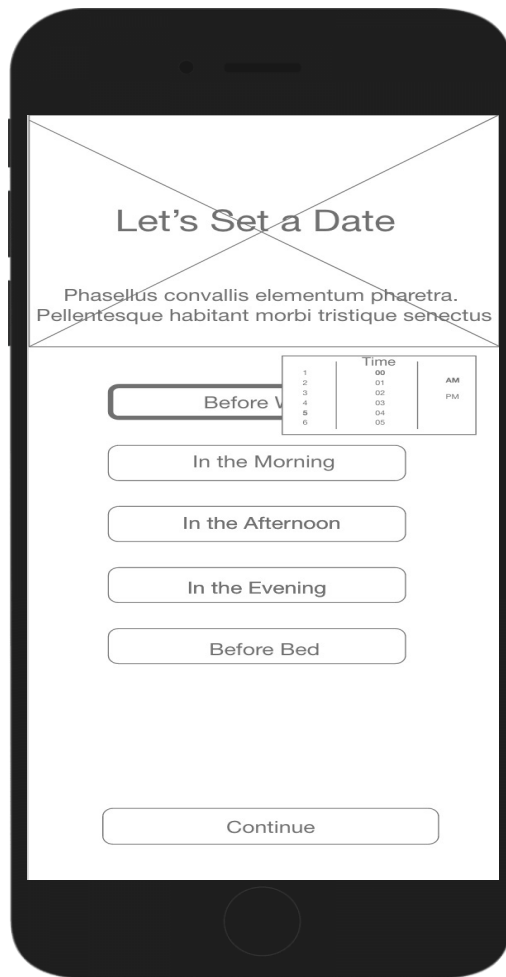 Let's Set a Date
Phasellus convallis elementum pharetra.
Pellentesque habitant morbi tristique senectus
Time
1 00
2 01 AM
3 02 PM
4 03
5 04
6 05
Before
In the Morning
In the Afternoon
In the Evening
Before Bed
Continue